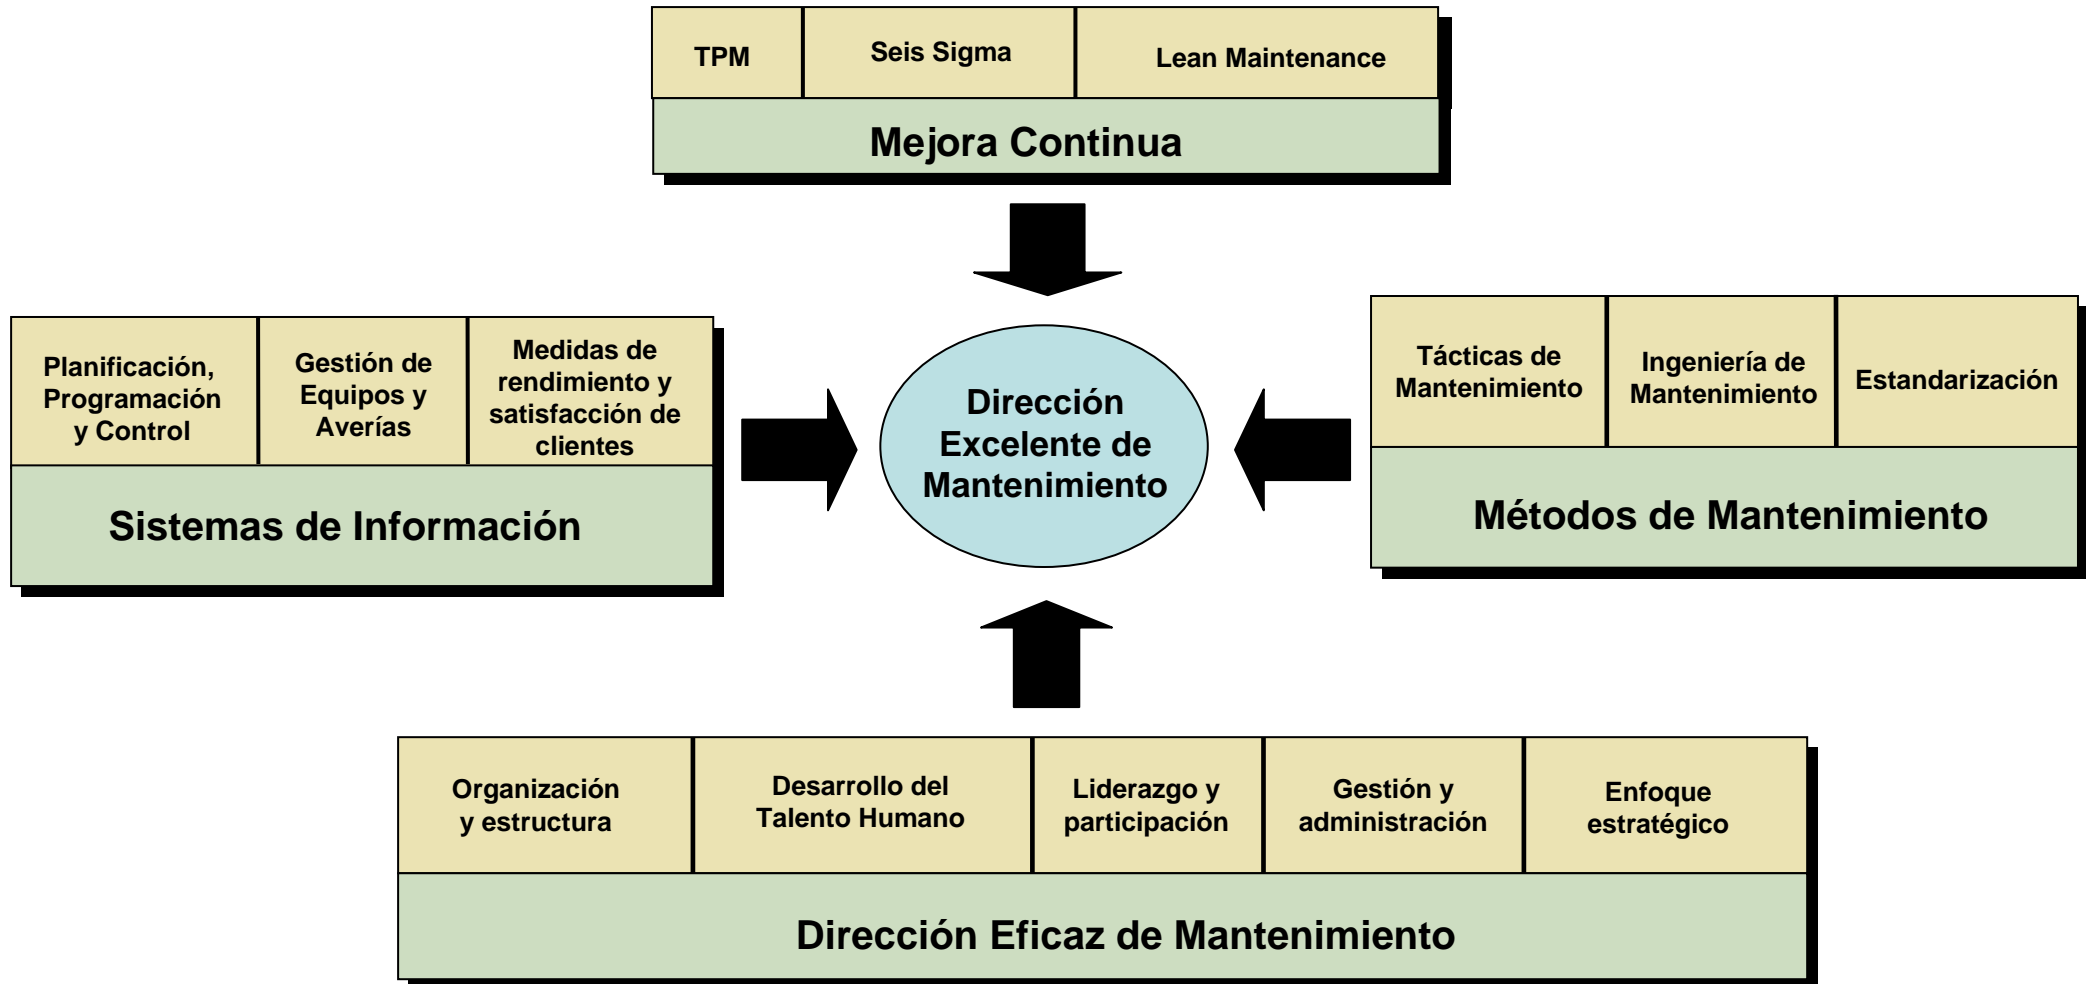 TPM
Seis Sigma
Lean Maintenance
Mejora Continua
Planificación,
Programación
y Control
Gestión de
Equipos y
Averías
Medidas de
rendimiento y
satisfacción de
clientes
Sistemas de Información
Dirección
Excelente de
Mantenimiento
Tácticas de
Mantenimiento
Ingeniería de
Mantenimiento
Estandarización
Métodos de Mantenimiento
Organización
y estructura
Desarrollo del
Talento Humano
Liderazgo y
participación
Gestión y
administración
Enfoque
estratégico
Dirección Eficaz de Mantenimiento